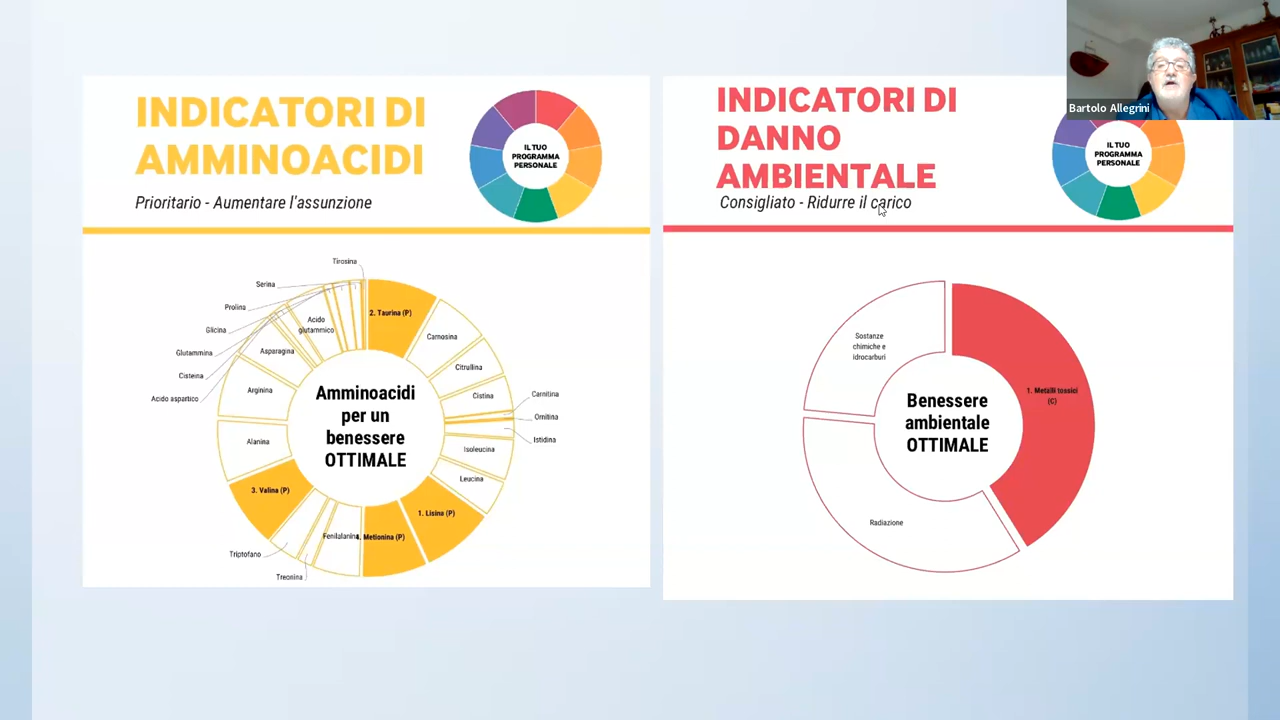 INDICATORI DI
AMMINOACIDI
Prioritario - Aumentare l'assunzione
IL TUO
PROGRAMMA
PERSONALE
Tirosina
Serina
Prolina
Glicina
Glutammina
Cisteina
Acido aspartico
Acido
glutammico
Asparagina
Arginina
Alanina
3. Valina (P)
Triptofano
Treonina
Fenilalanina
4. Metionina (P)
1. Lisina (P)
Leucina
Isoleucina
Istidina
Ornitina
Carnitina
Cistina
Citrullina
Carnosina
2. Taurina (P)
Amminoacidi
per un
benessere
OTTIMALE
INDICATORI DI
DANNO
AMBIENTALE
Consigliato - Ridurre il carico
IL TUO
PROGRAMMA
PERSONALE
Sostanze
chimiche e
idrocarburi
1. Metalli tossici
(C)
Radiazione
Benessere
ambientale
OTTIMALE
Bartolo Allegrini